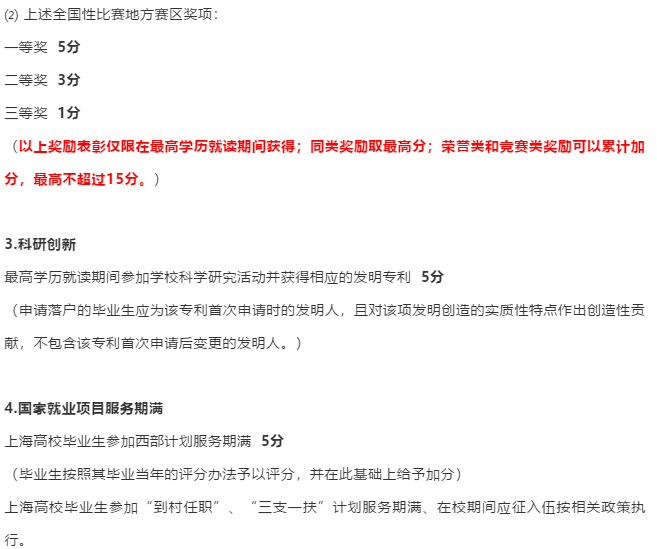 ⑵ 上述全国性比赛地方赛区奖项：
一等奖 5分
二等奖 3分
三等奖 1分
（以上奖励表彰仅限在最高学历就读期间获得；同类奖励取最高分；荣誉类和竞赛类奖励可以累计加
分，最高不超过15分。）
3.科研创新
最高学历就读期间参加学校科学研究活动并获得相应的发明专利 5分
（申请落户的毕业生应为该专利首次申请时的发明人，且对该项发明创造的实质性特点作出创造性贡
献，不包含该专利首次申请后变更的发明人。）
4.国家就业项目服务期满
上海高校毕业生参加西部计划服务期满 5分
（毕业生按照其毕业当年的评分办法予以评分，并在此基础上给予加分）
上海高校毕业生参加“到村任职”、“三支一扶”计划服务期满、在校期间应征入伍按相关政策执
行。